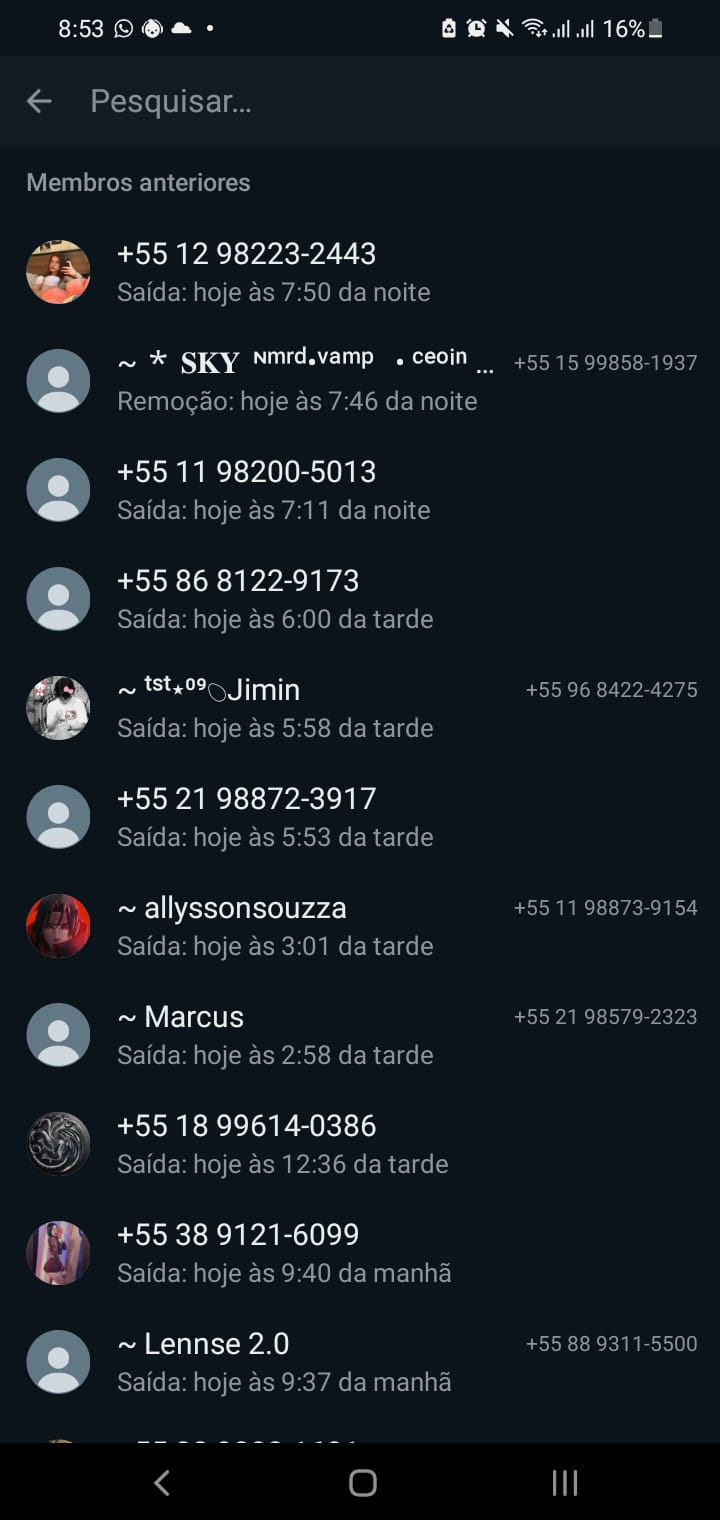 8:53
16%
Pesquisar...
Membros anteriores
+55 12 98223-2443
Saída: hoje às 7:50 da noite
~ * 𝐒𝐊𝐘 ᶰᵐʳᵈ•ᵛᵃᵐᵖ • ᶜᵉᵒⁱⁿ ... +55 15 99858-1937
Remoção: hoje às 7:46 da noite
+55 11 98200-5013
Saída: hoje às 7:11 da noite
+55 86 8122-9173
Saída: hoje às 6:00 da tarde
~ ᵗˢᵗ⋆⁰⁹Jimin +55 96 8422-4275
Saída: hoje às 5:58 da tarde
+55 21 98872-3917
Saída: hoje às 5:53 da tarde
~ allyssonsouzza +55 11 98873-9154
Saída: hoje às 3:01 da tarde
~ Marcus +55 21 98579-2323
Saída: hoje às 2:58 da tarde
+55 18 99614-0386
Saída: hoje às 12:36 da tarde
+55 38 9121-6099
Saída: hoje às 9:40 da manhã
~ Lennse 2.0 +55 88 9311-5500
Saída: hoje às 9:37 da manhã